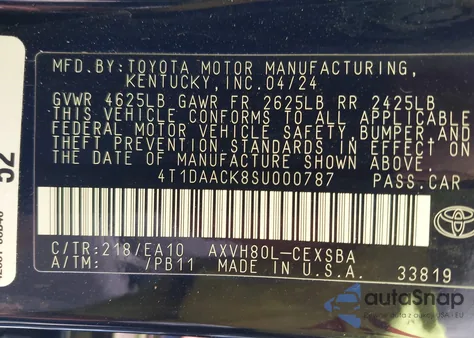 MFD. BY: TOYOTA MOTOR MANUFACTURING,
KENTUCKY, INC. 04/24
GVWR 4625LB GAWR FR 2625LB RR 2425LB
THIS VEHICLE CONFORMS TO ALL APPLICABLE
FEDERAL MOTOR VEHICLE SAFETY, BUMPER, AND
THEFT PREVENTION STANDARDS IN EFFECT ON
THE DATE OF MANUFACTURE SHOWN ABOVE.
4T1DAACK8SU000787 PASS.CAR
C/TR:218/EA10 AXVH80L-CEXSBA
A/TM: /PB11 MADE IN U.S.A. 33819
52
autoSnap